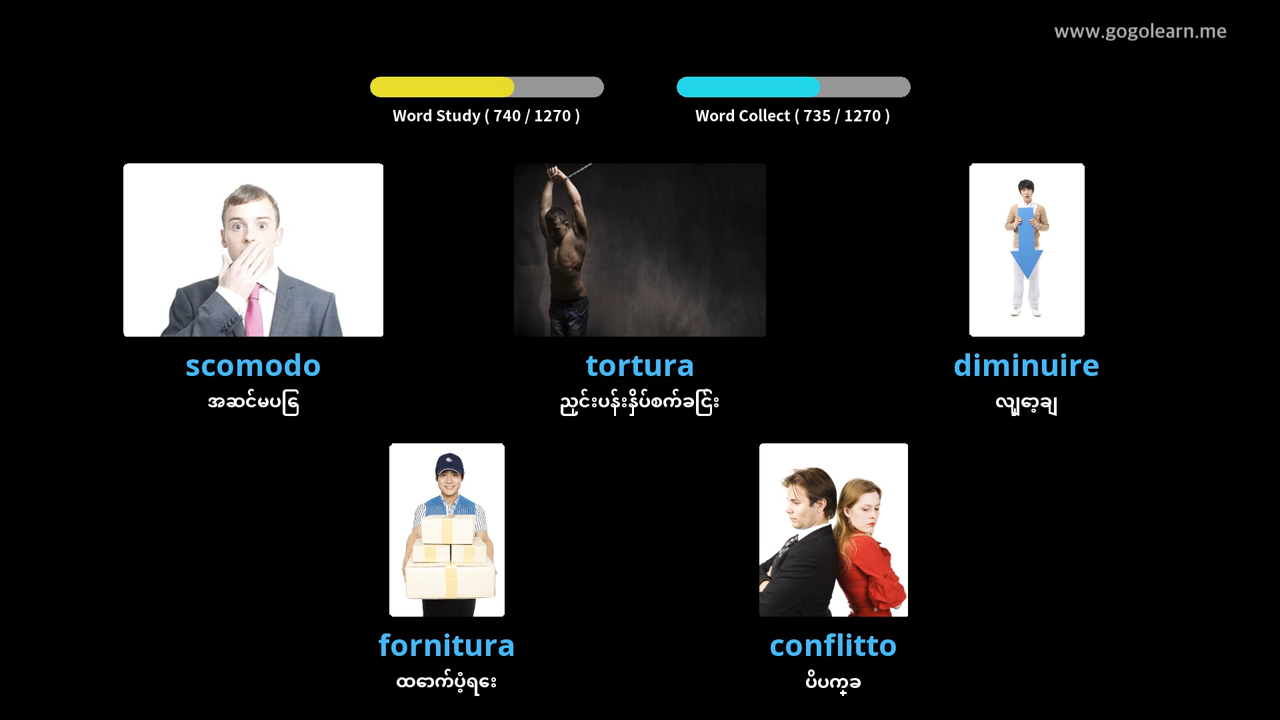 www.gogolearn.me
Word Study ( 740 / 1270 )
Word Collect ( 735 / 1270 )
scomodo
tortura
diminuire
အဆင်မပြေ
ညှင်းပန်းနှိပ်စက်ခြင်း
လျှော့ချ
fornitura
conflitto
ထောက်ပံ့ရေး
ပဋိပက္ခ